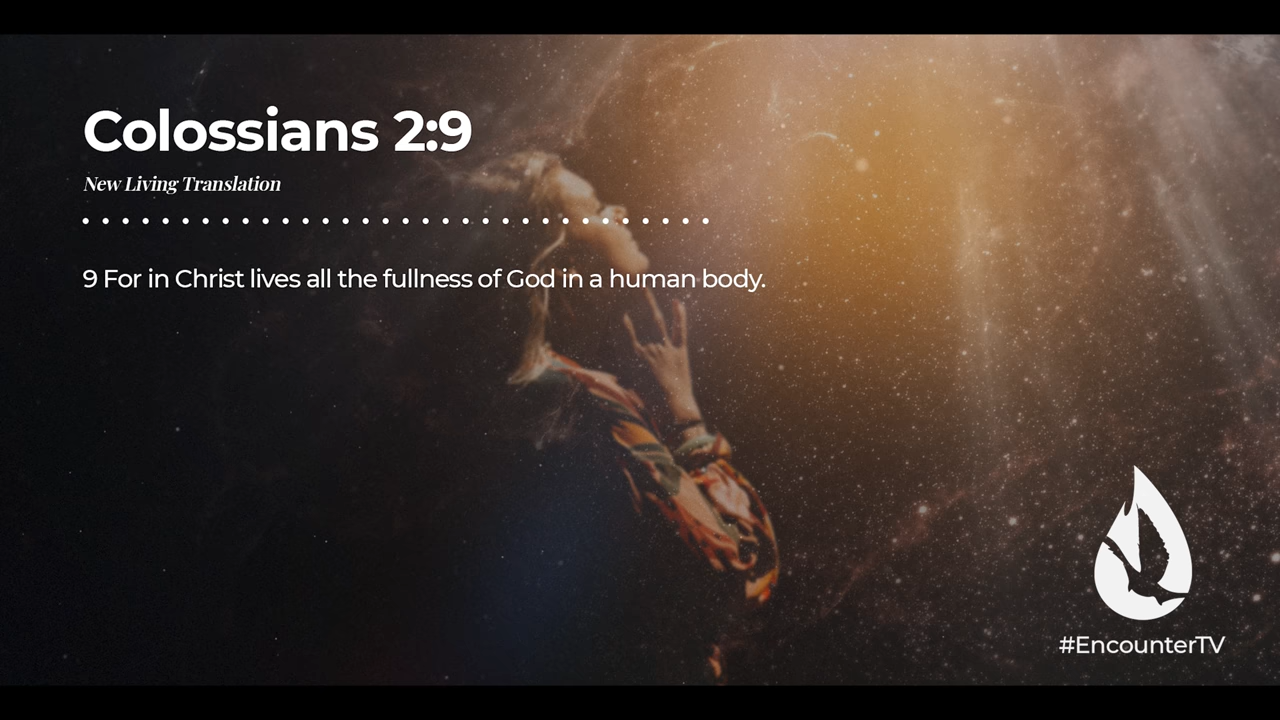 Colossians 2:9
New Living Translation
9 For in Christ lives all the fullness of God in a human body.
#EncounterTV